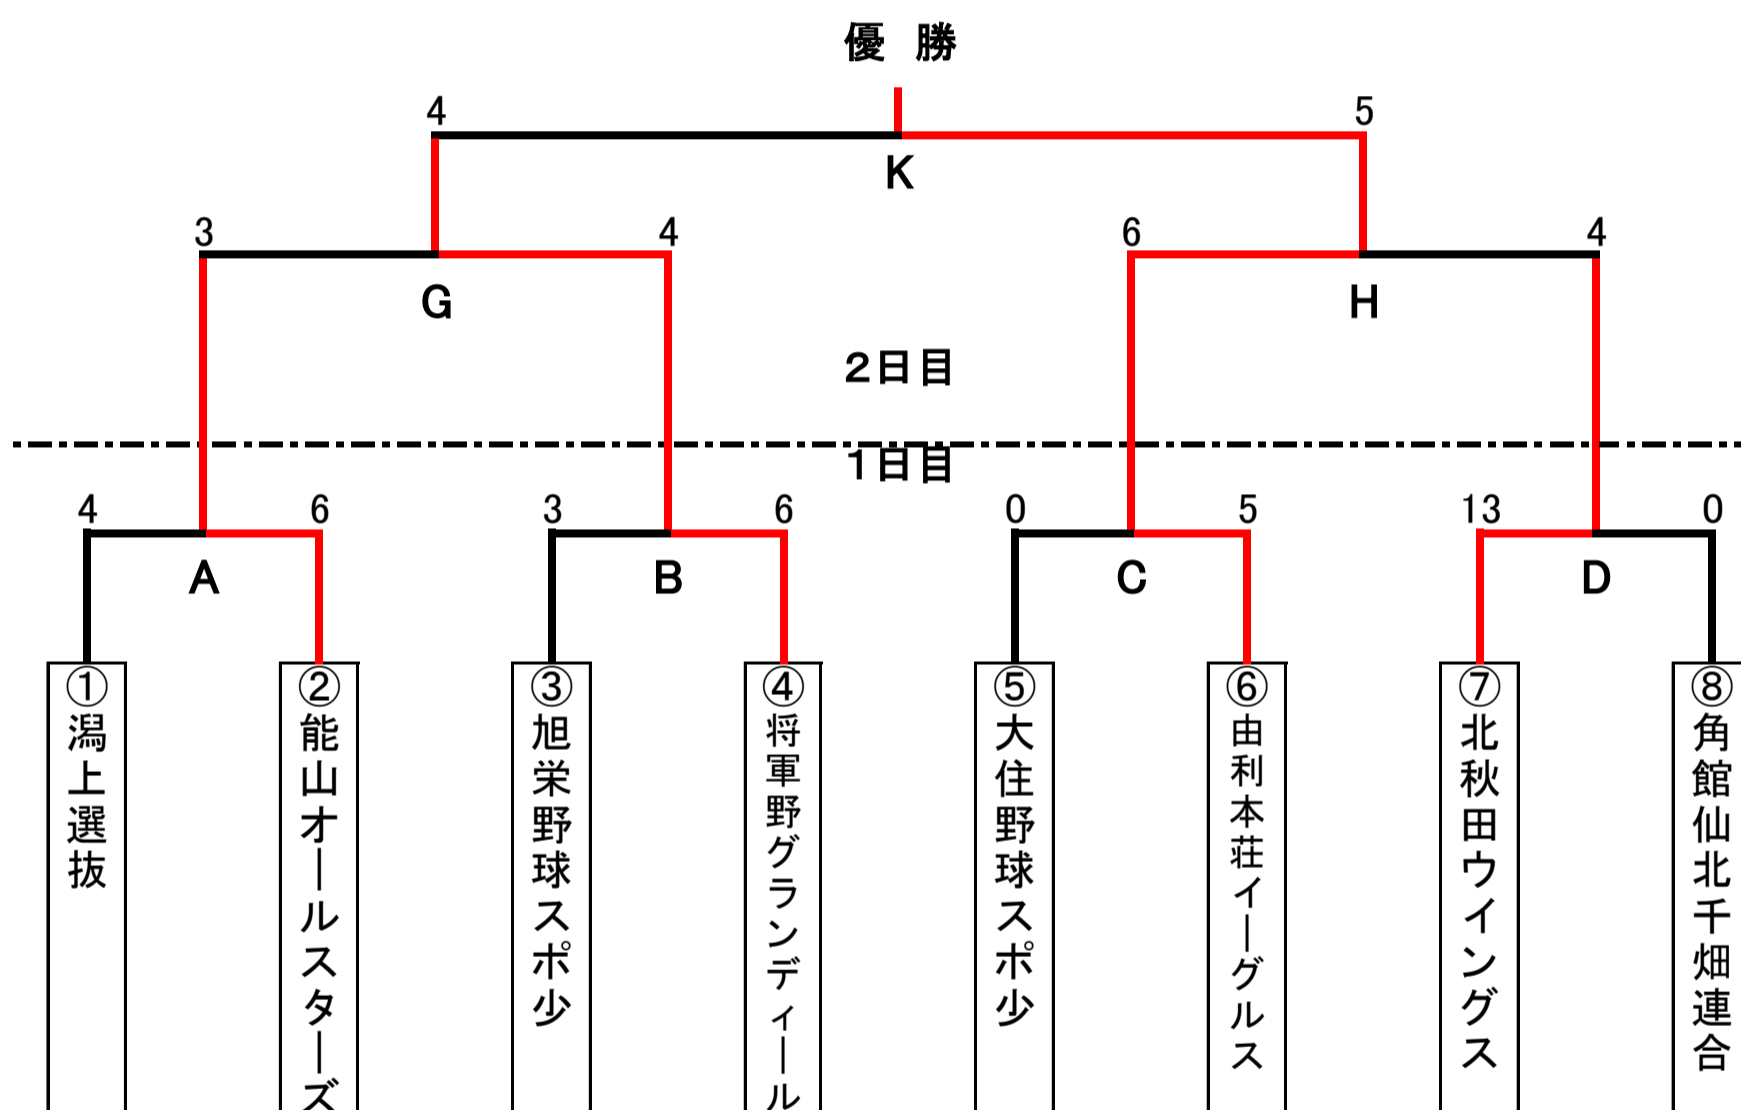 優 勝
4
5
K
3
4
6
4
G
H
2日目
1日目
4
6
3
6
0
5
13
0
A
B
C
D
①潟上選抜
②能山オールスターズ
③旭栄野球スポ少
④将軍野グランディール
⑤大住野球スポ少
⑥由利本荘イーグルス
⑦北秋田ウイングス
⑧角館仙北千畑連合